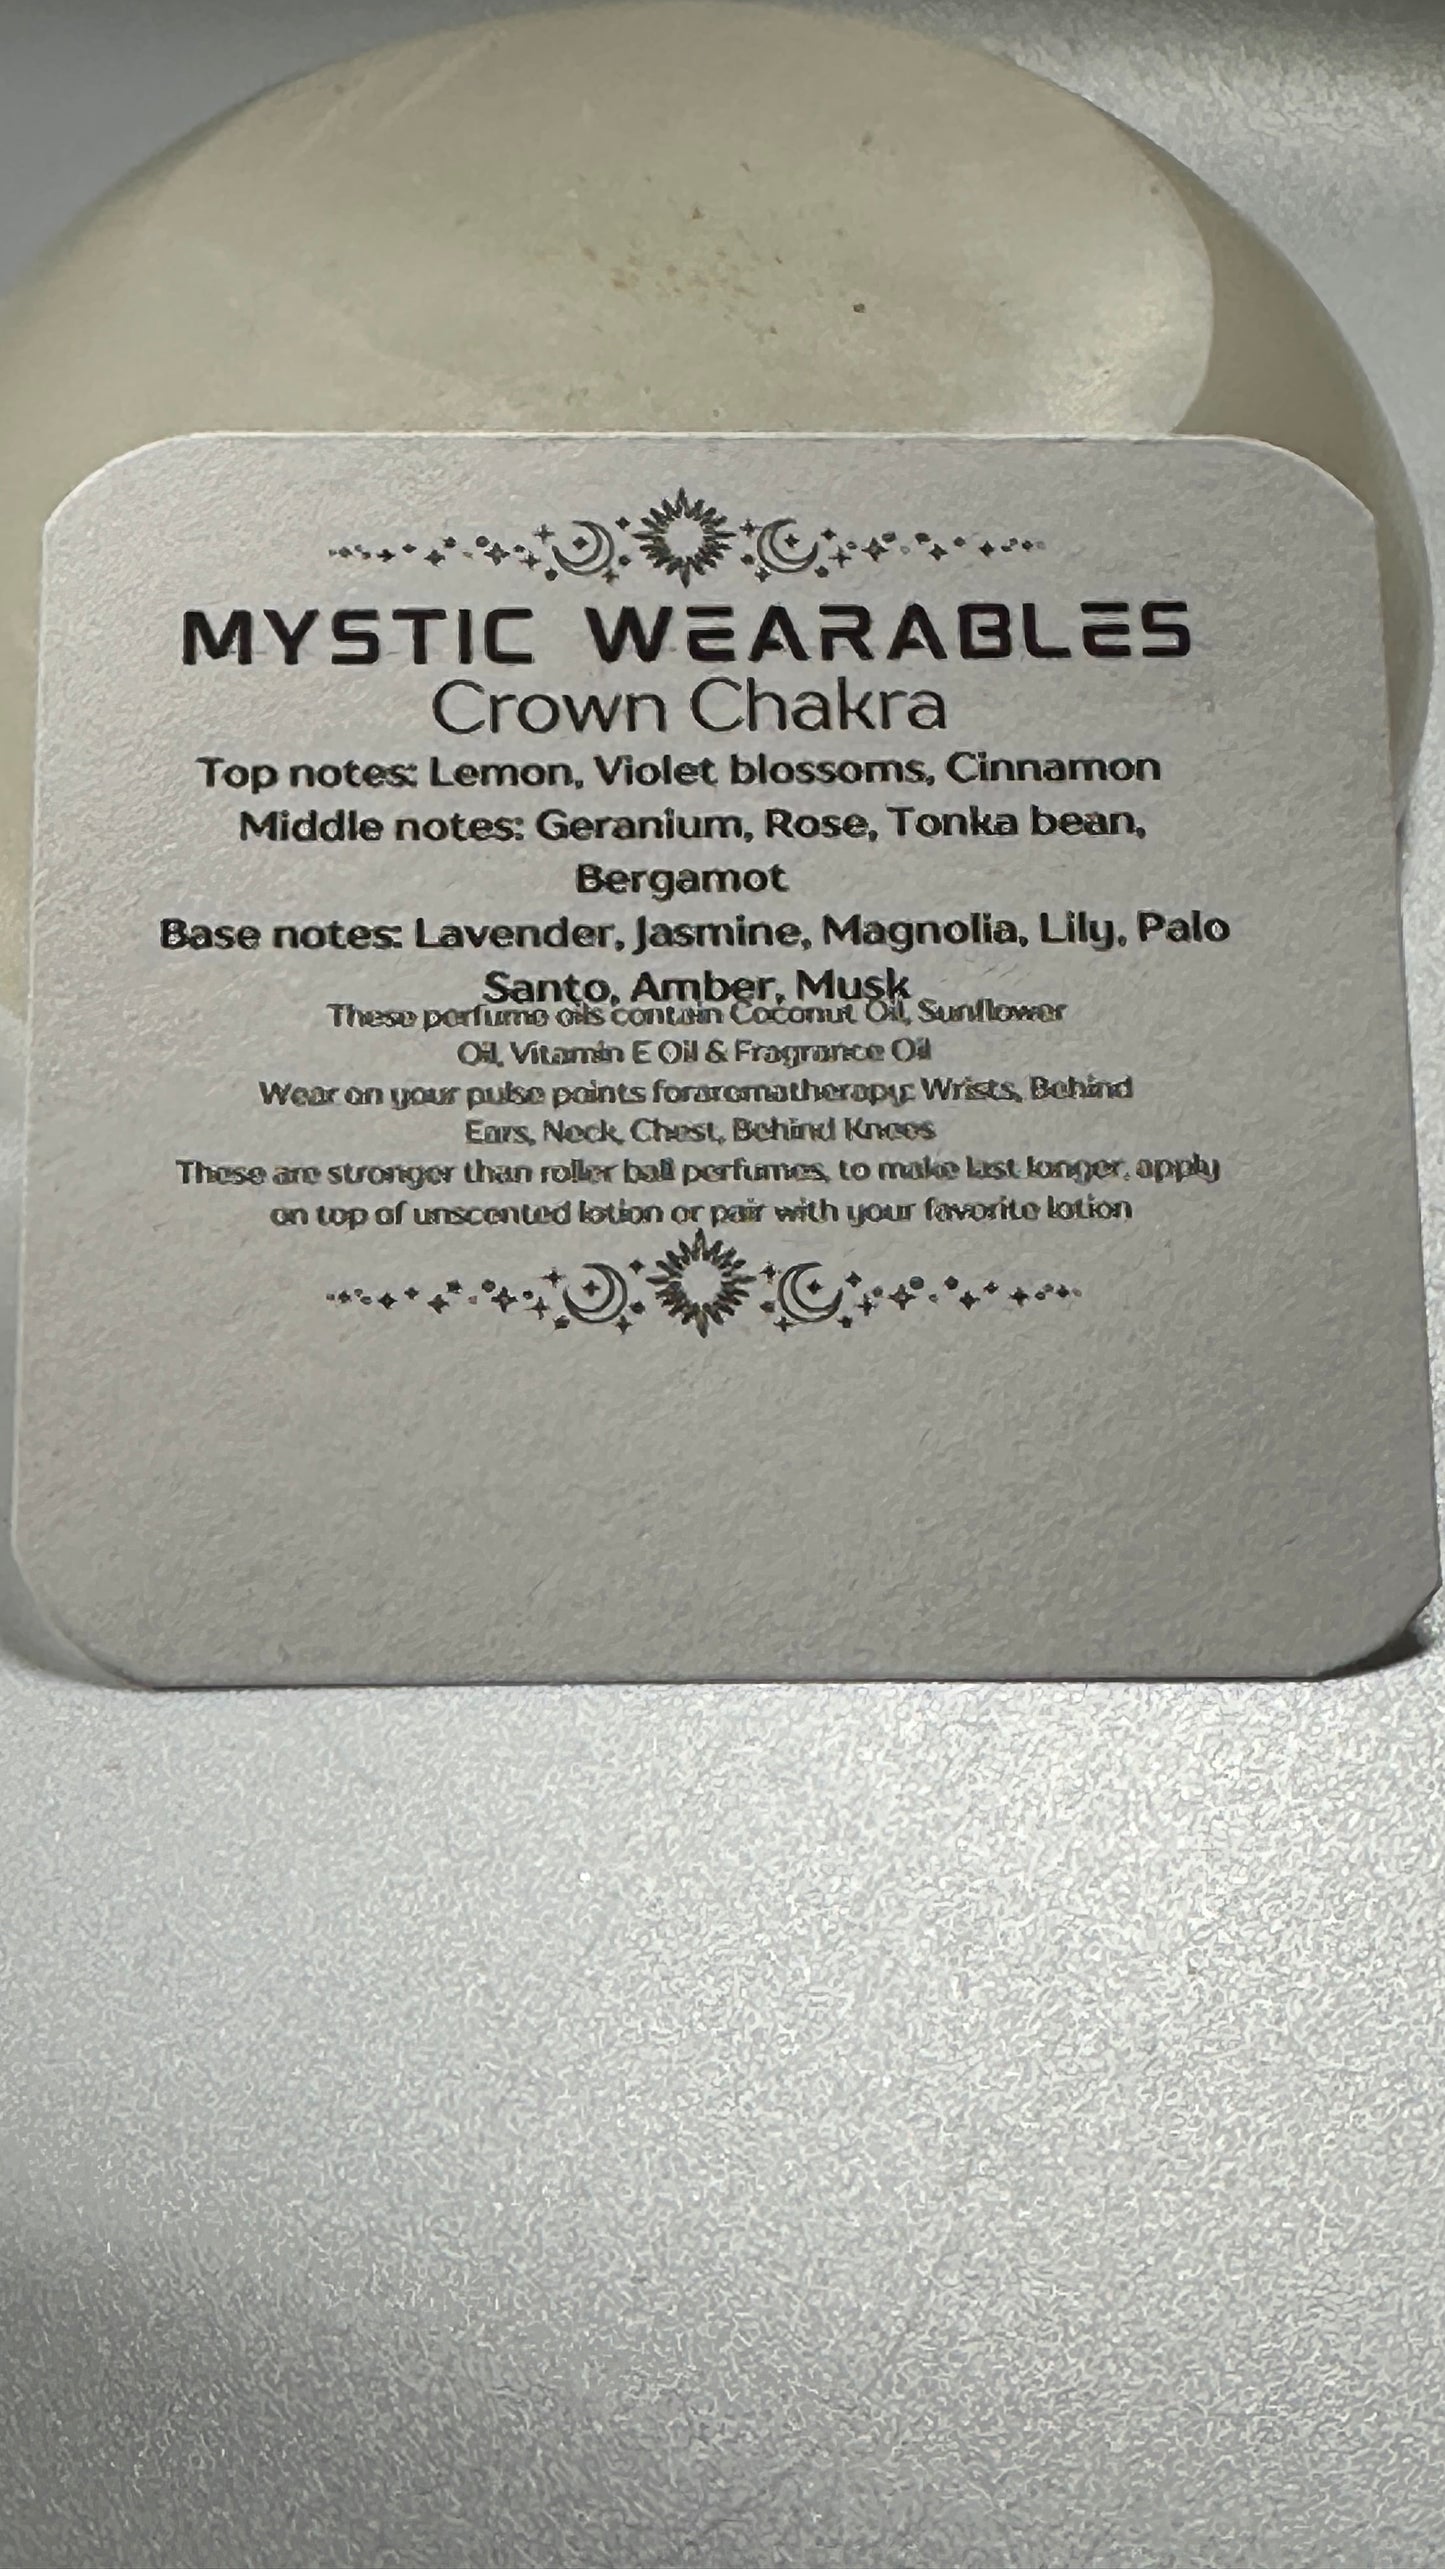 MYSTIC WEARABLES
Crown Chakra
Top notes: Lemon, Violet blossoms, Cinnamon
Middle notes: Geranium, Rose, Tonka bean,
Bergamot
Base notes: Lavender, Jasmine, Magnolia, Lily, Palo
Santo, Amber, Musk
These perfume oils contain Coconut Oil, Sunflower
Oil, Vitamin E Oil & Fragrance Oil
Wear on your pulse points foraromatherapy: Wrists, Behind
Ears, Neck, Chest, Behind Knees
These are stronger than roller ball perfumes, to make last longer, apply
on top of unscented lotion or pair with your favorite lotion